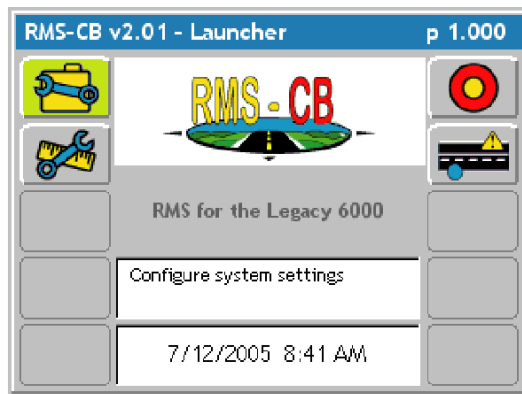 RMS-CB v2.01 - Launcher p 1.000
RMS - CB
RMS for the Legacy 6000
Configure system settings
7/12/2005 8:41 AM